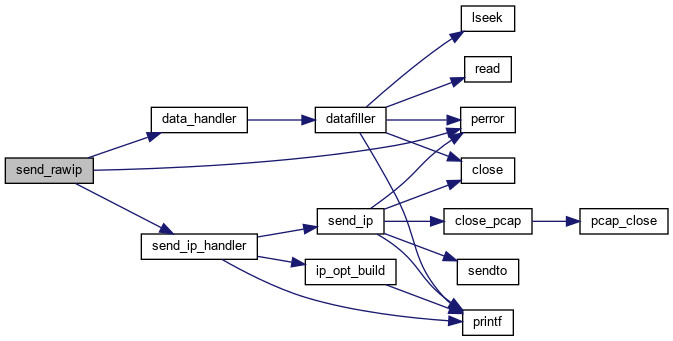 lseek
read
data_handler
datafiller
perror
send_rawip
close
send_ip
close_pcap
pcap_close
send_ip_handler
ip_opt_build
sendto
printf